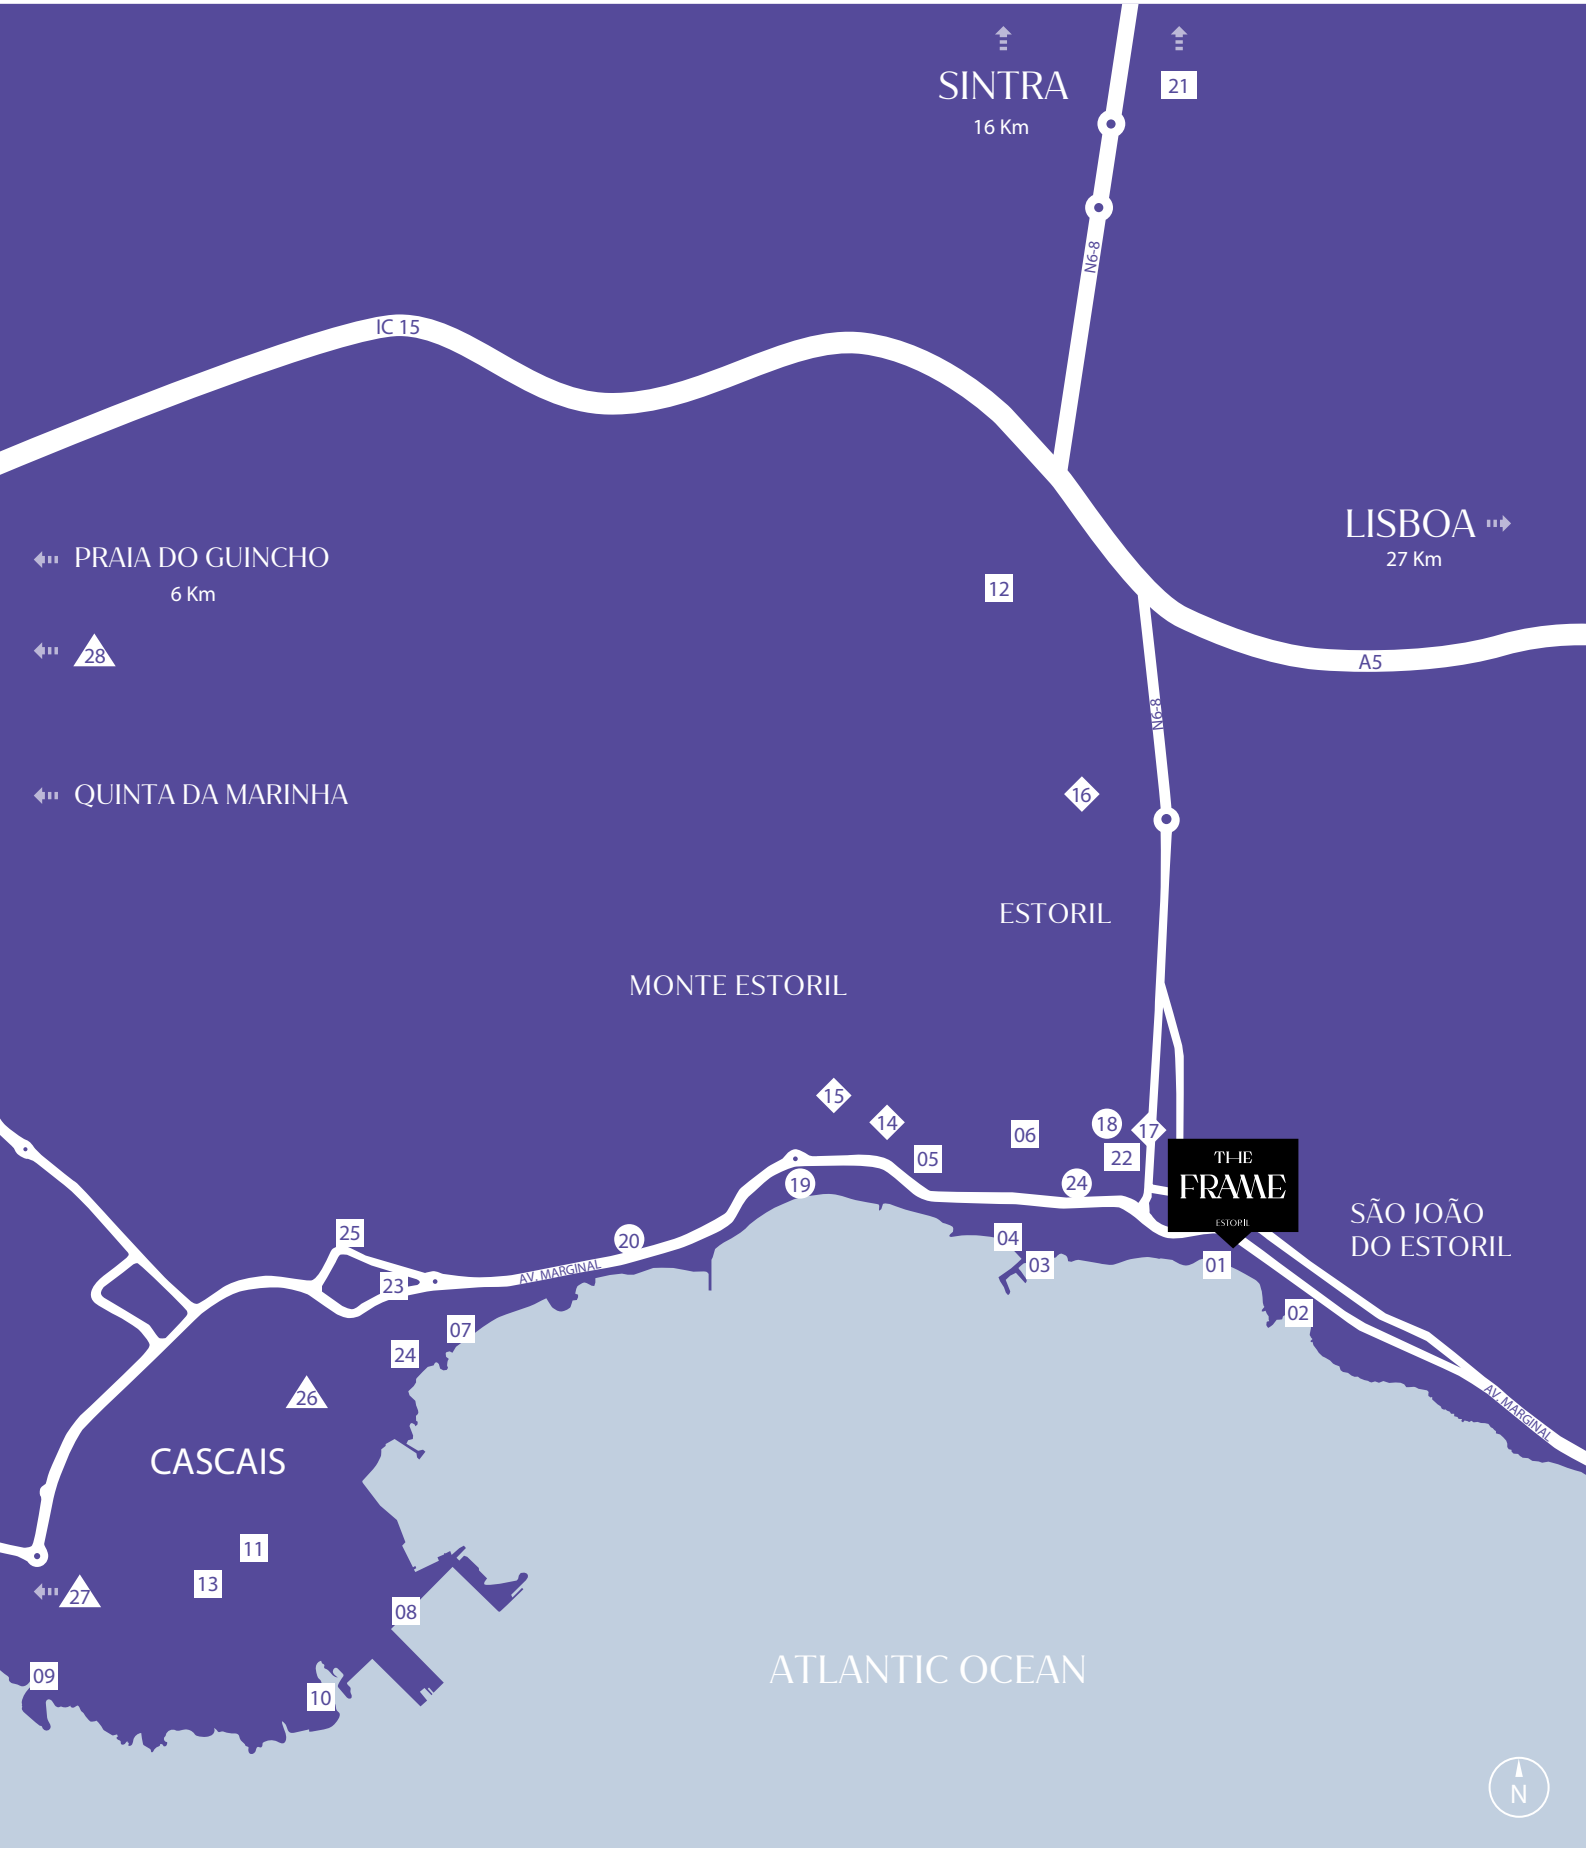 SINTRA
16 Km
21
N6-8
IC 15
LISBOA
27 Km
PRAIA DO GUINCHO
6 Km
12
28
A5
N6-8
QUINTA DA MARINHA
16
ESTORIL
MONTE ESTORIL
15
14
18
17
06
05
22
THE
FRAME
ESTORIL
19
24
SÃO JOÃO
DO ESTORIL
25
20
04
03
01
AV. MARGINAL
23
02
07
24
26
AV. MARGINAL
CASCAIS
11
13
27
08
09
10
ATLANTIC OCEAN
N